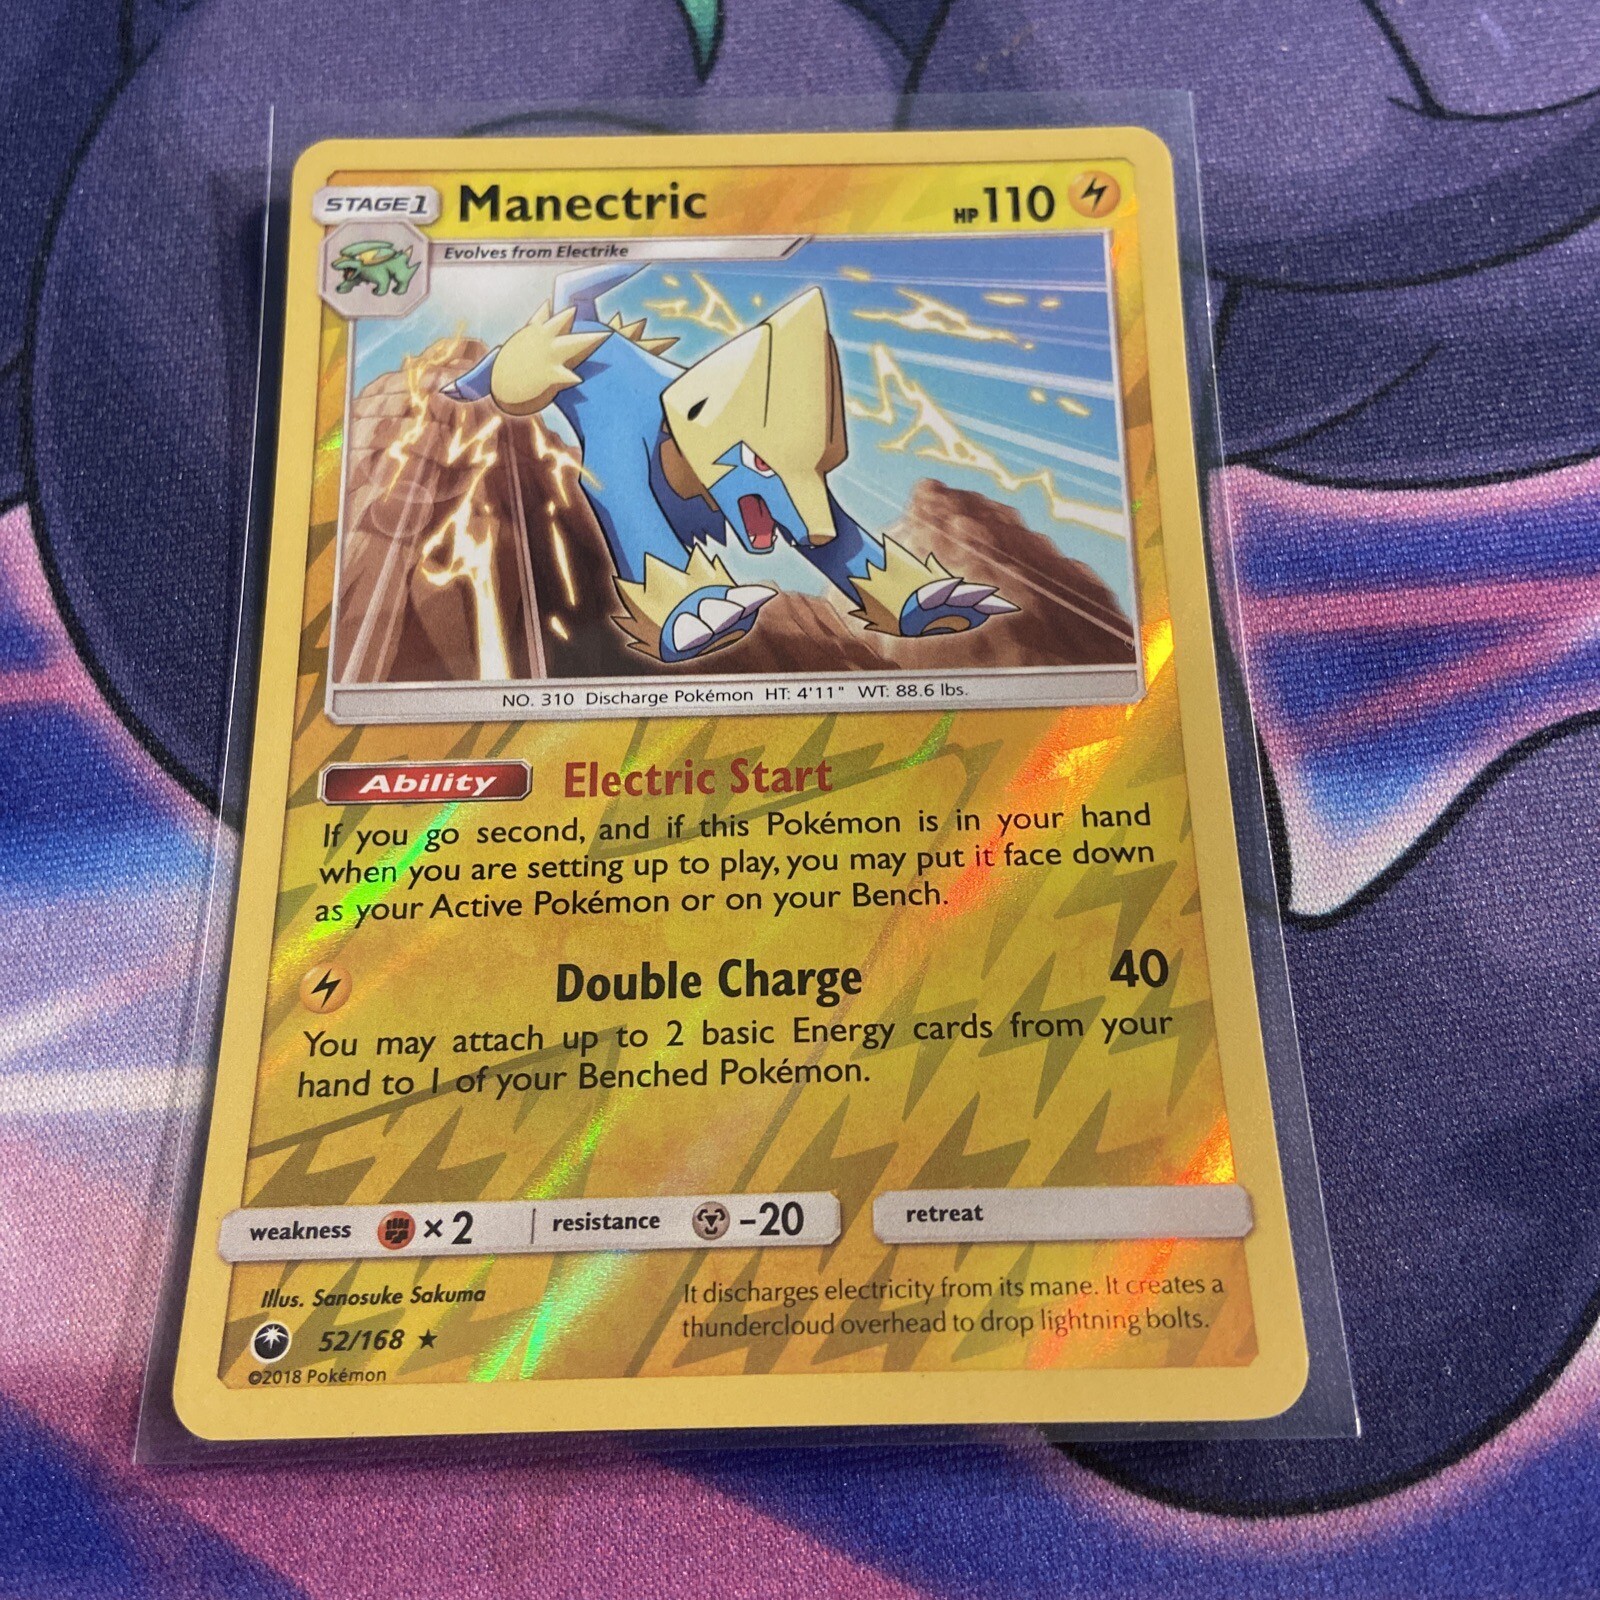 STAGE1 Manectric HP110
Evolves from Electrike
NO. 310 Discharge Pokémon HT: 4'11" WT: 88.6 lbs.
Ability Electric Start
If you go second, and if this Pokémon is in your hand
when you are setting up to play, you may put it face down
as your Active Pokémon or on your Bench.
Double Charge 40
You may attach up to 2 basic Energy cards from your
hand to 1 of your Benched Pokémon.
weakness ×2 resistance -20 retreat
Illus. Sanosuke Sakuma
52/168 ★
©2018 Pokémon
It discharges electricity from its mane. It creates a
thundercloud overhead to drop lightning bolts.